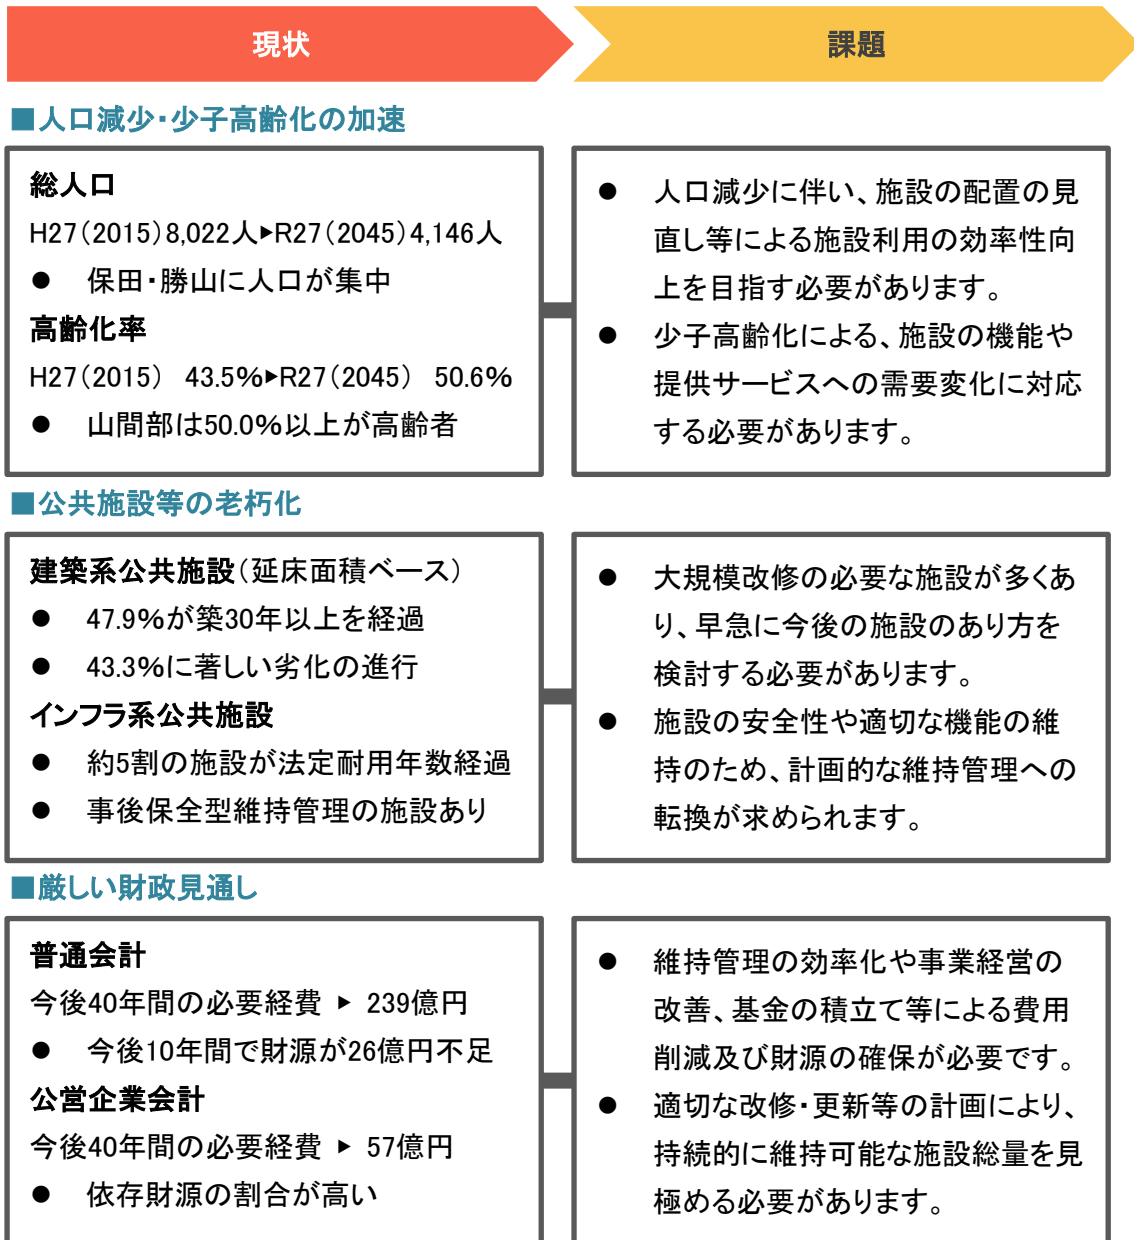 現状
課題
■人口減少・少子高齢化の加速
総人口
H27(2015)8,022人▶R27(2045)4,146人
● 保田・勝山に人口が集中
高齢化率
H27(2015) 43.5%▶R27(2045) 50.6%
● 山間部は50.0%以上が高齢者
● 人口減少に伴い、施設の配置の見
直し等による施設利用の効率性向
上を目指す必要があります。
● 少子高齢化による、施設の機能や
提供サービスへの需要変化に対応
する必要があります。
■公共施設等の老朽化
建築系公共施設(延床面積ベース)
● 47.9%が築30年以上を経過
● 43.3%に著しい劣化の進行
インフラ系公共施設
● 約5割の施設が法定耐用年数経過
● 事後保全型維持管理の施設あり
● 大規模改修の必要な施設が多くあ
り、早急に今後の施設のあり方を
検討する必要があります。
● 施設の安全性や適切な機能の維
持のため、計画的な維持管理への
転換が求められます。
■厳しい財政見通し
普通会計
今後40年間の必要経費 ▶ 239億円
● 今後10年間で財源が26億円不足
公営企業会計
今後40年間の必要経費 ▶ 57億円
● 依存財源の割合が高い
● 維持管理の効率化や事業経営の
改善、基金の積立て等による費用
削減及び財源の確保が必要です。
● 適切な改修・更新等の計画により、
持続的に維持可能な施設総量を見
極める必要があります。